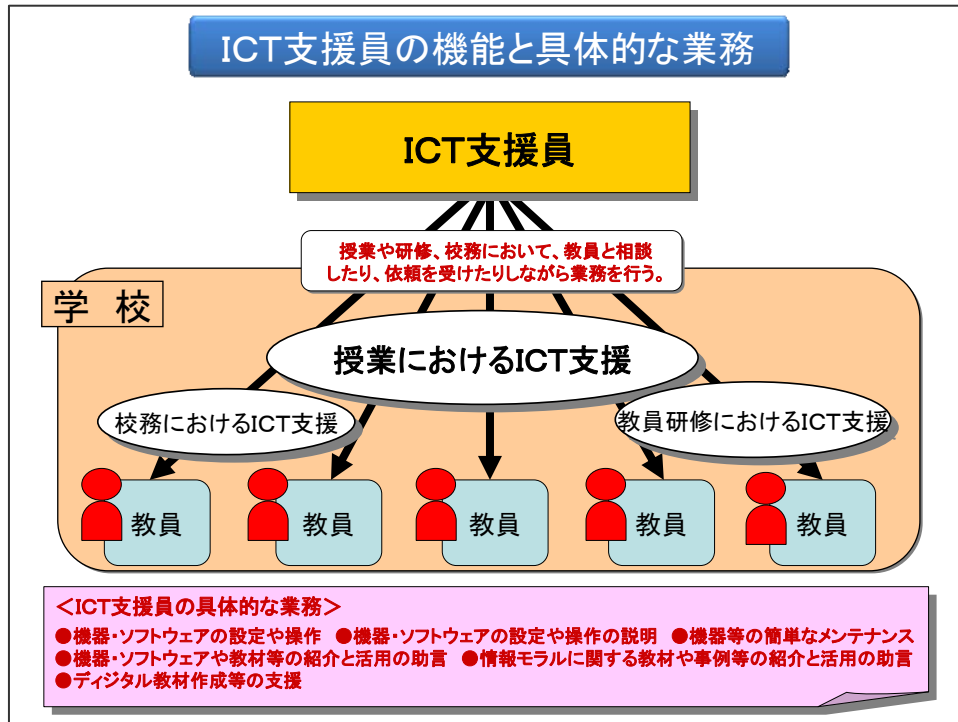 ICT支援員の機能と具体的な業務
ICT支援員
授業や研修、校務において、教員と相談
したり、依頼を受けたりしながら業務を行う。
学 校
授業におけるICT支援
校務におけるICT支援
教員研修におけるICT支援
教員
教員
教員
教員
教員
＜ICT支援員の具体的な業務＞
●機器・ソフトウェアの設定や操作 ●機器・ソフトウェアの設定や操作の説明 ●機器等の簡単なメンテナンス
●機器・ソフトウェアや教材等の紹介と活用の助言 ●情報モラルに関する教材や事例等の紹介と活用の助言
●ディジタル教材作成等の支援